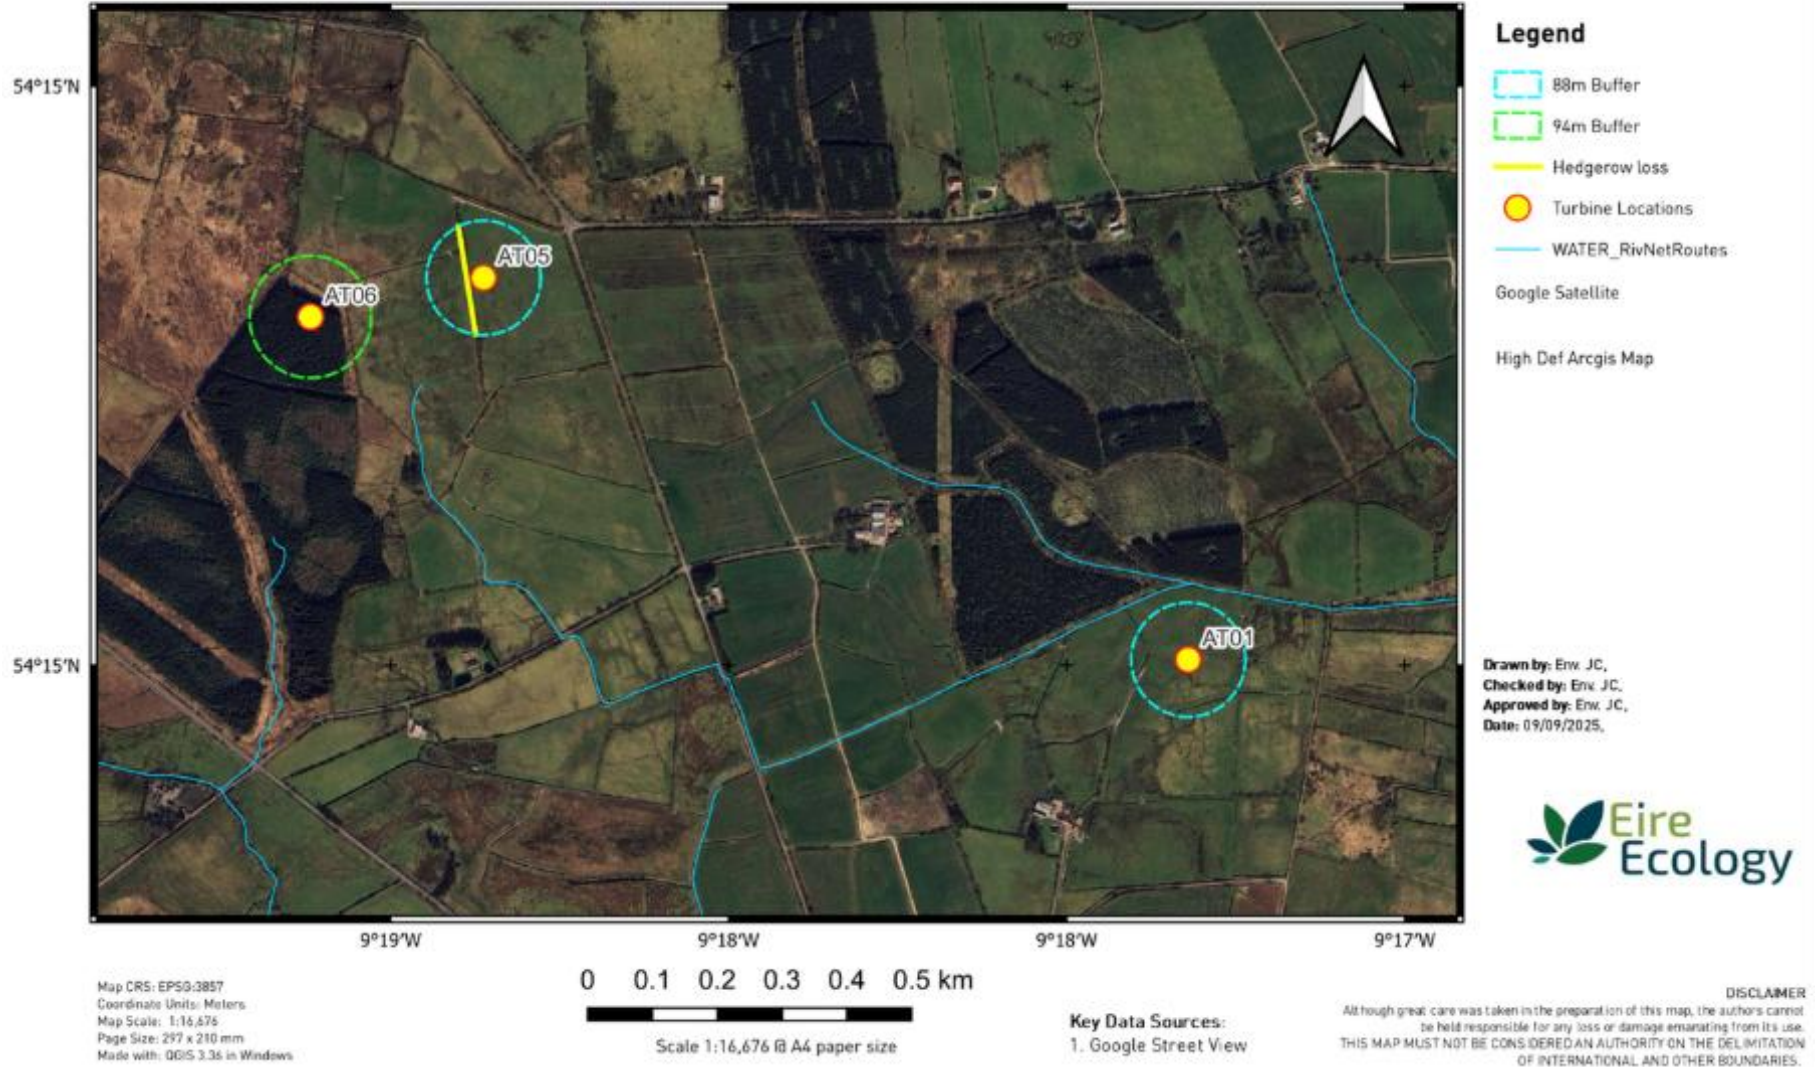 Legend
88m Buffer
94m Buffer
Hedgerow loss
Turbine Locations
WATER_RivNetRoutes
Google Satellite
High Def Arcgis Map
54°15'N
54°15'N
AT05
AT06
AT01
9°19'W
9°18'W
9°18'W
9°17'W
Drawn by: Env. JC,
Checked by: Env. JC,
Approved by: Env. JC,
Date: 09/09/2025,
Eire
Ecology
Map CRS: EPSG:3857
Coordinate Units: Meters
Map Scale: 1:16,676
Page Size: 297 x 210 mm
Made with: QGIS 3.36 in Windows
0 0.1 0.2 0.3 0.4 0.5 km
Scale 1:16,676 @ A4 paper size
Key Data Sources:
1. Google Street View
DISCLAIMER
Although great care was taken in the preparation of this map, the authors cannot
be held responsible for any loss or damage emanating from its use.
THIS MAP MUST NOT BE CONSIDERED AN AUTHORITY ON THE DELIMITATION
OF INTERNATIONAL AND OTHER BOUNDARIES.